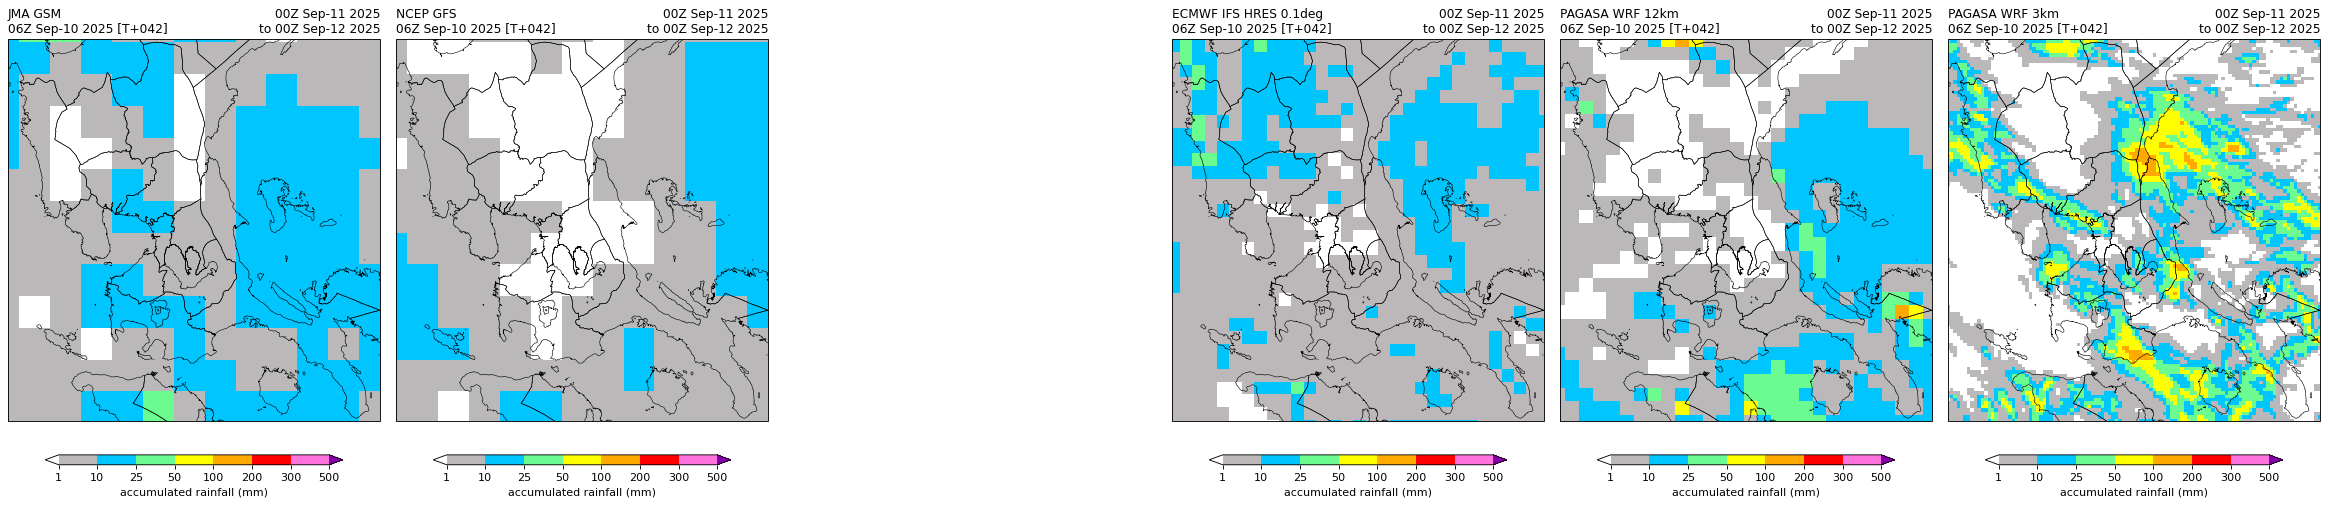 JMA GSM 00Z Sep-11 2025
06Z Sep-10 2025 [T+042] to 00Z Sep-12 2025
1 10 25 50 100 200 300 500
accumulated rainfall (mm)
NCEP GFS 00Z Sep-11 2025
06Z Sep-10 2025 [T+042] to 00Z Sep-12 2025
1 10 25 50 100 200 300 500
accumulated rainfall (mm)
ECMWF IFS HRES 0.1deg 00Z Sep-11 2025
06Z Sep-10 2025 [T+042] to 00Z Sep-12 2025
1 10 25 50 100 200 300 500
accumulated rainfall (mm)
PAGASA WRF 12km 00Z Sep-11 2025
06Z Sep-10 2025 [T+042] to 00Z Sep-12 2025
1 10 25 50 100 200 300 500
accumulated rainfall (mm)
PAGASA WRF 3km 00Z Sep-11 2025
06Z Sep-10 2025 [T+042] to 00Z Sep-12 2025
1 10 25 50 100 200 300 500
accumulated rainfall (mm)